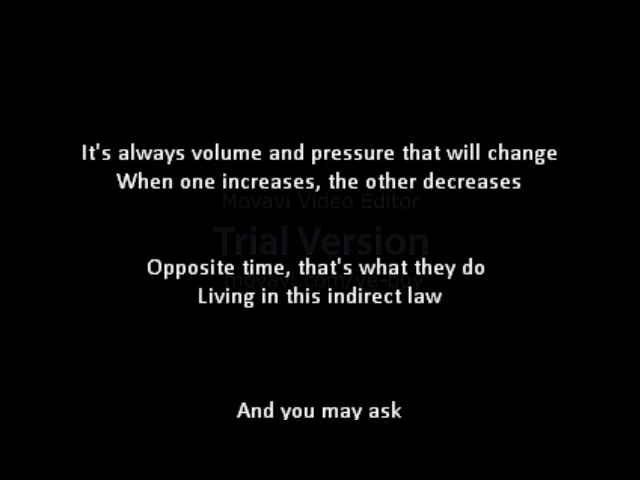 It's always volume and pressure that will change
When one increases, the other decreases
Movavi Video Editor
Trial Version
Opposite time, that's what they do
Living in this indirect law
And you may ask